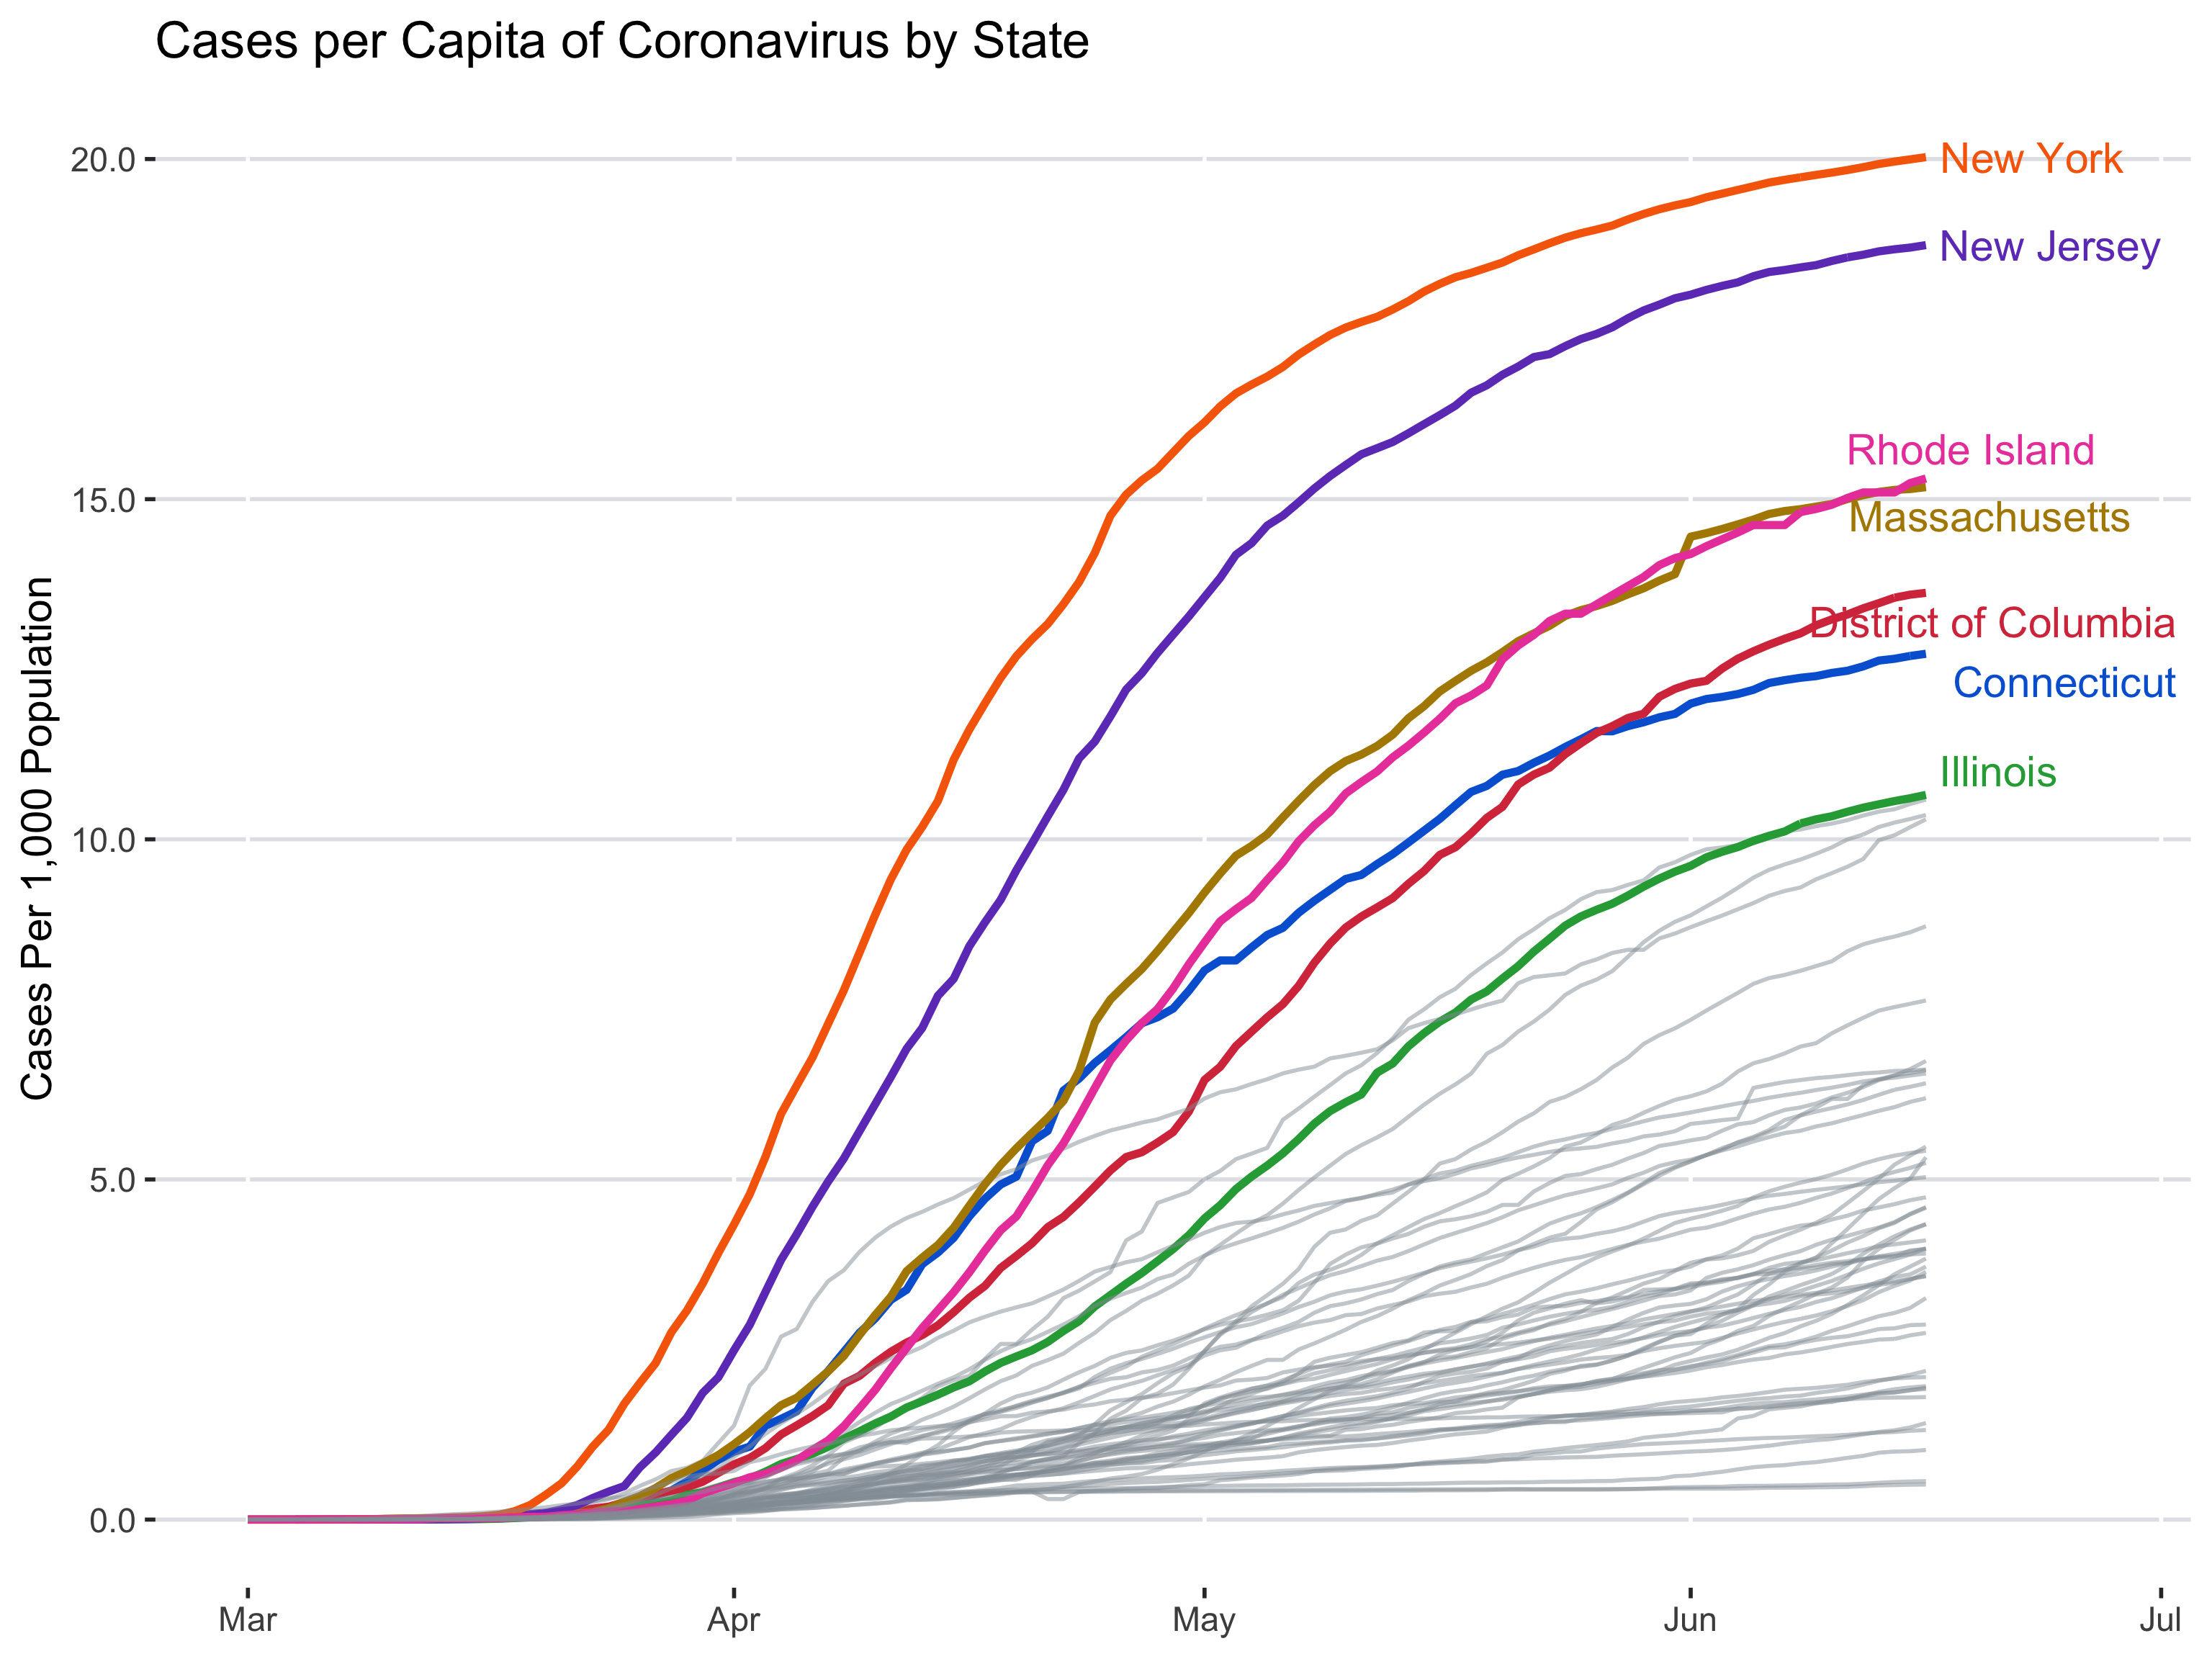 Cases per Capita of Coronavirus by State
Cases Per 1,000 Population
20.0
15.0
10.0
5.0
0.0
New York
New Jersey
Rhode Island
Massachusetts
District of Columbia
Connecticut
Illinois
Mar
Apr
May
Jun
Jul